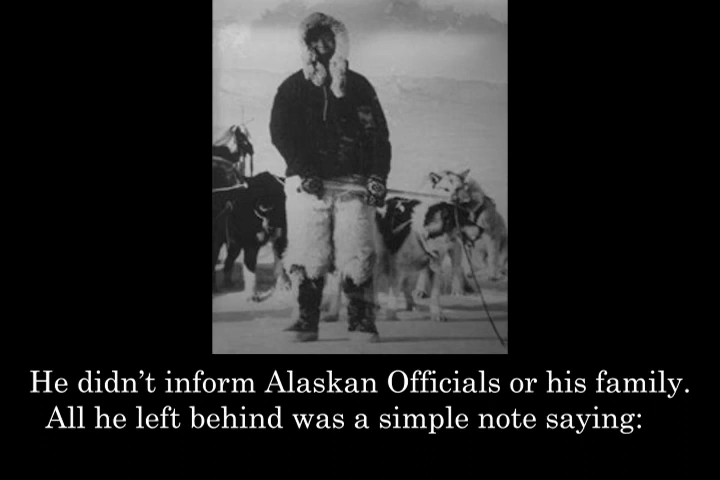 He didn’t inform Alaskan Officials or his family.
All he left behind was a simple note saying: